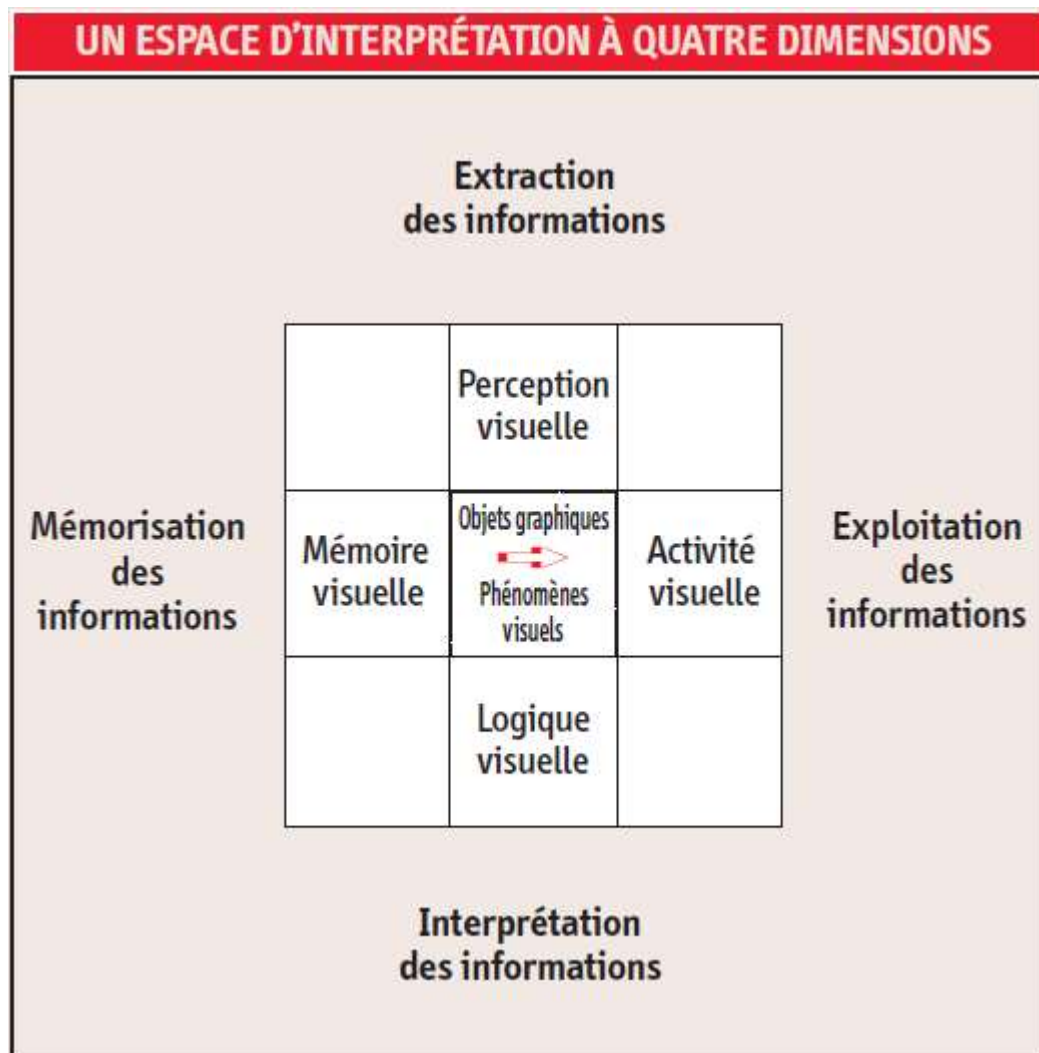 UN ESPACE D'INTERPRÉTATION À QUATRE DIMENSIONS
Extraction
des informations
Perception
visuelle
Mémorisation
des
informations
Mémoire
visuelle
Objets graphiques
Phénomènes
visuels
Activité
visuelle
Exploitation
des
informations
Logique
visuelle
Interprétation
des informations